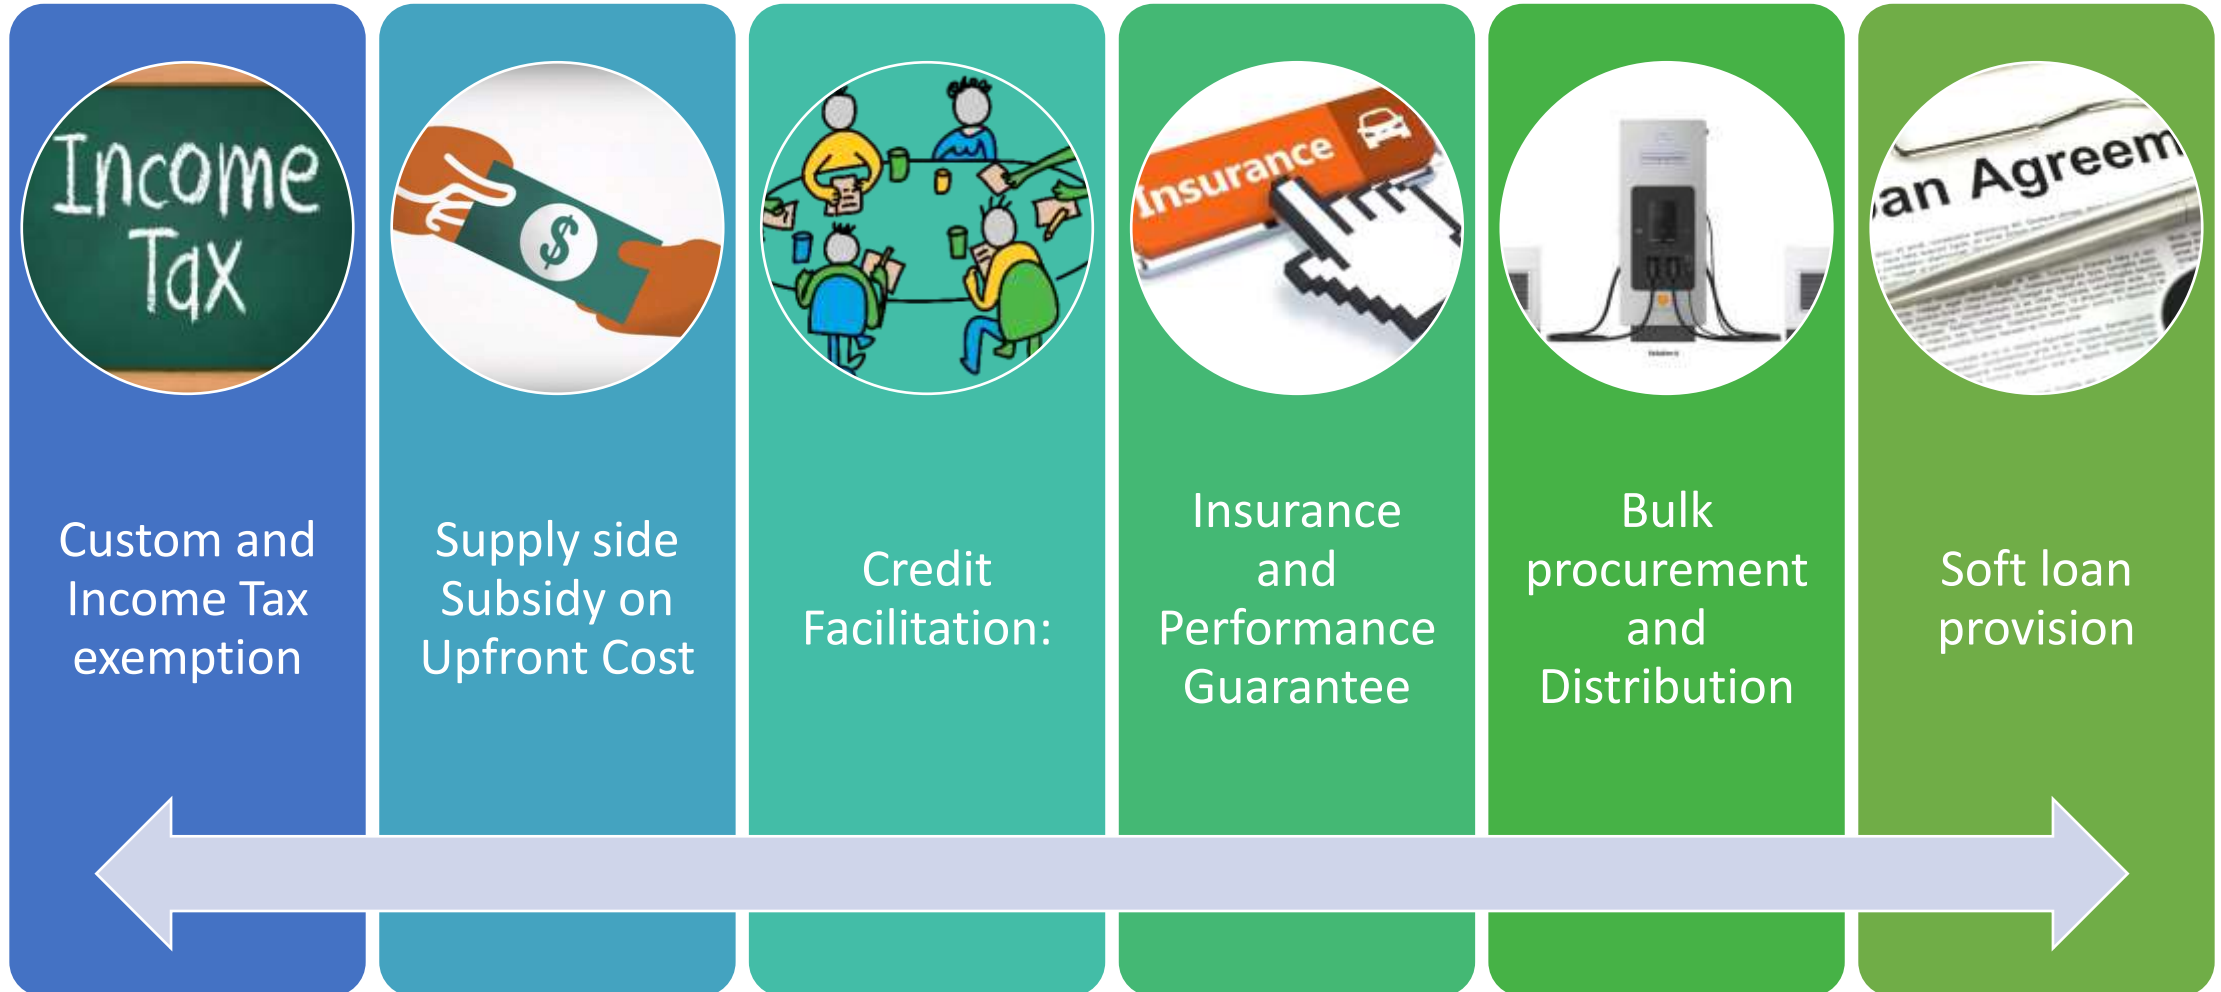 Income
Tax
$
Insurance
an Agreem
Custom and
Income Tax
exemption
Supply side
Subsidy on
Upfront Cost
Credit
Facilitation:
Insurance
and
Performance
Guarantee
Bulk
procurement
and
Distribution
Soft loan
provision